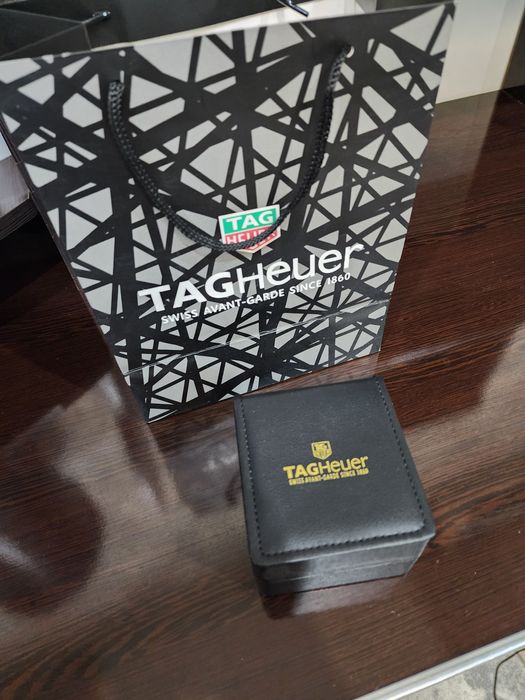 TAG
HEUER
TAGHeuer
SWISS AVANT-GARDE SINCE 1860
TAGHeuer
SWISS AVANT-GARDE SINCE 1860